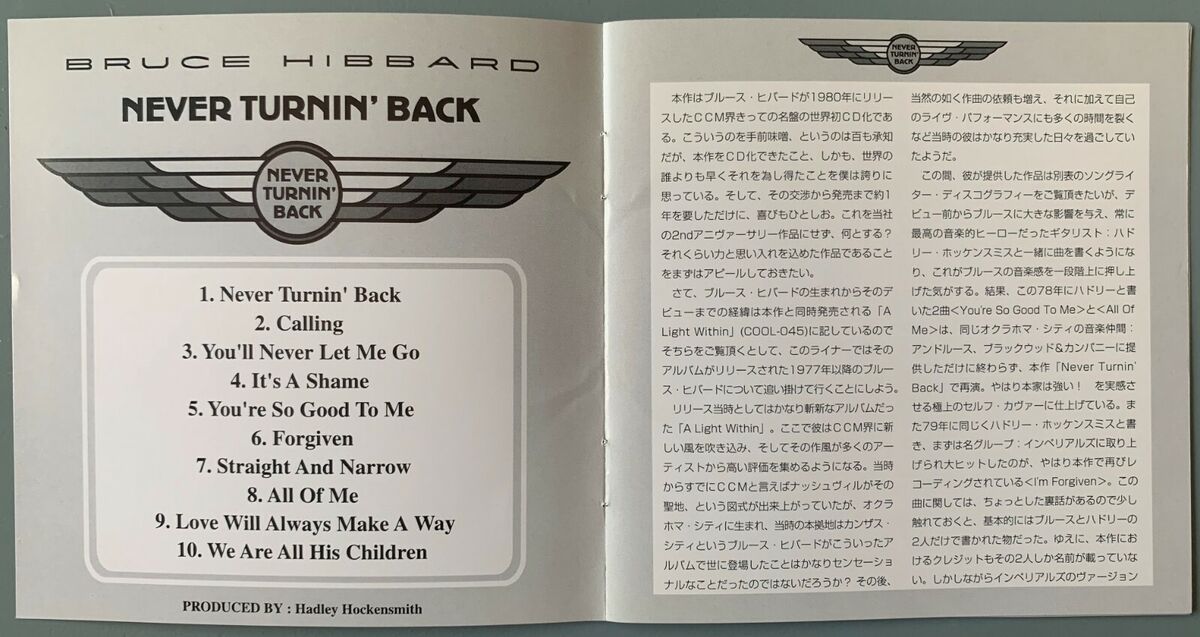 BRUCE HIBBARD
NEVER TURNIN' BACK
NEVER
TURNIN'
BACK
1. Never Turnin' Back
2. Calling
3. You'll Never Let Me Go
4. It's A Shame
5. You're So Good To Me
6. Forgiven
7. Straight And Narrow
8. All Of Me
9. Love Will Always Make A Way
10. We Are All His Children
PRODUCED BY : Hadley Hockensmith
NEVER
TURNIN'
BACK
本作はブルース・ヒバードが1980年にリリー
スしたCCM界きっての名盤の世界初CD化であ
る。こういうのを手前味噌、というのは百も承知
だが、本作をCD化できたこと、しかも、世界の
誰よりも早くそれを為し得たことを僕は誇りに
思っている。そして、その交渉から発売まで約1
年を要しただけに、喜びもひとしお。これを当社
の2ndアニヴァーサリー作品にせず、何とする？
それくらい力と思い入れを込めた作品であること
をまずはアピールしておきたい。
さて、ブルース・ヒバードの生まれからそのデ
ビューまでの経緯は本作と同時発売される「A
Light Within」(COOL-045)に記しているので
そちらをご覧頂くとして、このライナーではその
アルバムがリリースされた1977年以降のブルー
ス・ヒバードについて追い掛けて行くことにしよう。
リリース当時としてはかなり斬新なアルバムだっ
た「A Light Within」。ここで彼はCCM界に新
しい風を吹き込み、そしてその作風が多くのアー
ティストから高い評価を集めるようになる。当時
からすでにCCMと言えばナッシュヴィルがその
聖地、という図式が出来上がっていたが、オクラ
ホマ・シティに生まれ、当時の本拠地はカンザス・
シティというブルース・ヒバードがこういったア
ルバムで世に登場したことはかなりセンセーショ
ナルなことだったのではないだろうか？ その後、
当然の如く作曲の依頼も増え、それに加えて自己
のライヴ・パフォーマンスにも多くの時間を裂く
など当時の彼はかなり充実した日々を過ごしてい
たようだ。
この間、彼が提供した作品は別表のソングライ
ター・ディスコグラフィーをご覧頂きたいが、デ
ビュー前からブルースに大きな影響を与え、常に
最高の音楽的ヒーローだったギタリスト：ハド
リー・ホッケンスミスと一緒に曲を書くようにな
り、これがブルースの音楽感を一段階上に押し上
げた気がする。結果、この78年にハドリーと書
いた2曲<You're So Good To Me>と<All Of
Me>は、同じオクラホマ・シティの音楽仲間：
アンドルース、ブラックウッド&カンパニーに提
供しただけに終わらず、本作「Never Turnin'
Back」で再演。やはり本家は強い！ を実感さ
せる極上のセルフ・カヴァーに仕上げている。ま
た79年に同じくハドリー・ホッケンスミスと書
き、まずは名グループ：インペリアルズに取り上
げられ大ヒットしたのが、やはり本作で再びレ
コーディングされている<I'm Forgiven>。この
曲に関しては、ちょっとした裏話があるので少し
触れておくと、基本的にはブルースとハドリーの
2人だけで書かれた物だった。ゆえに、本作にお
けるクレジットもその2人しか名前が載っていな
い。しかしながらインペリアルズのヴァージョン